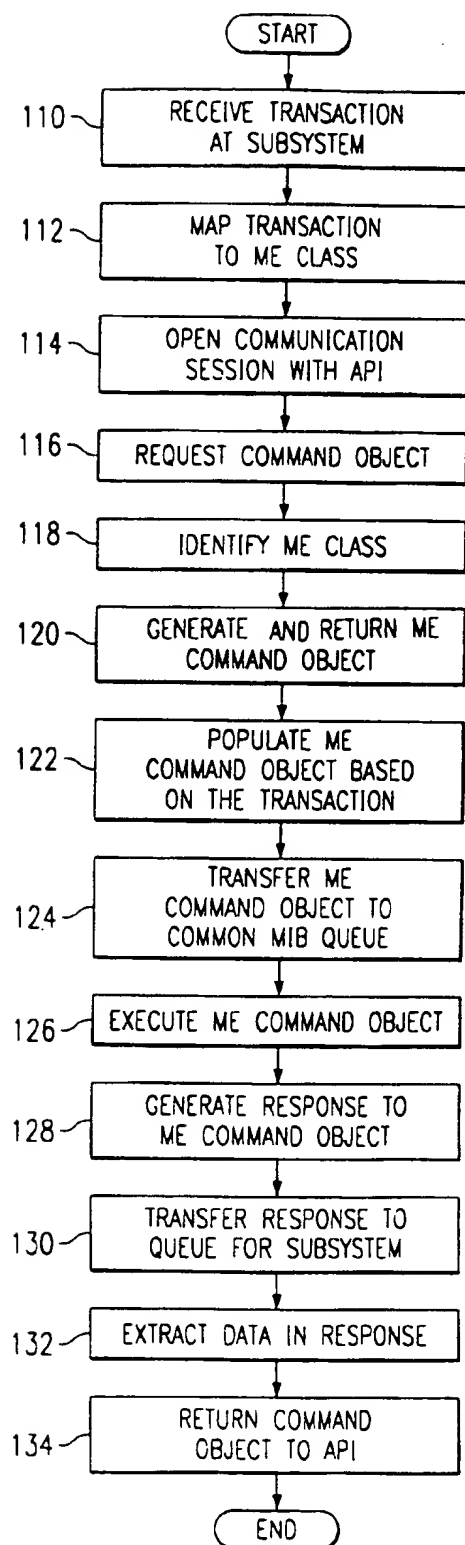 START
110
RECEIVE TRANSACTION
AT SUBSYSTEM
112
MAP TRANSACTION
TO ME CLASS
114
OPEN COMMUNICATION
SESSION WITH API
116
REQUEST COMMAND OBJECT
118
IDENTIFY ME CLASS
120
GENERATE AND RETURN ME
COMMAND OBJECT
122
POPULATE ME
COMMAND OBJECT BASED
ON THE TRANSACTION
124
TRANSFER ME
COMMAND OBJECT TO
COMMON MIB QUEUE
126
EXECUTE ME COMMAND OBJECT
128
GENERATE RESPONSE TO
ME COMMAND OBJECT
130
TRANSFER RESPONSE TO
QUEUE FOR SUBSYSTEM
132
EXTRACT DATA IN RESPONSE
134
RETURN COMMAND
OBJECT TO API
END